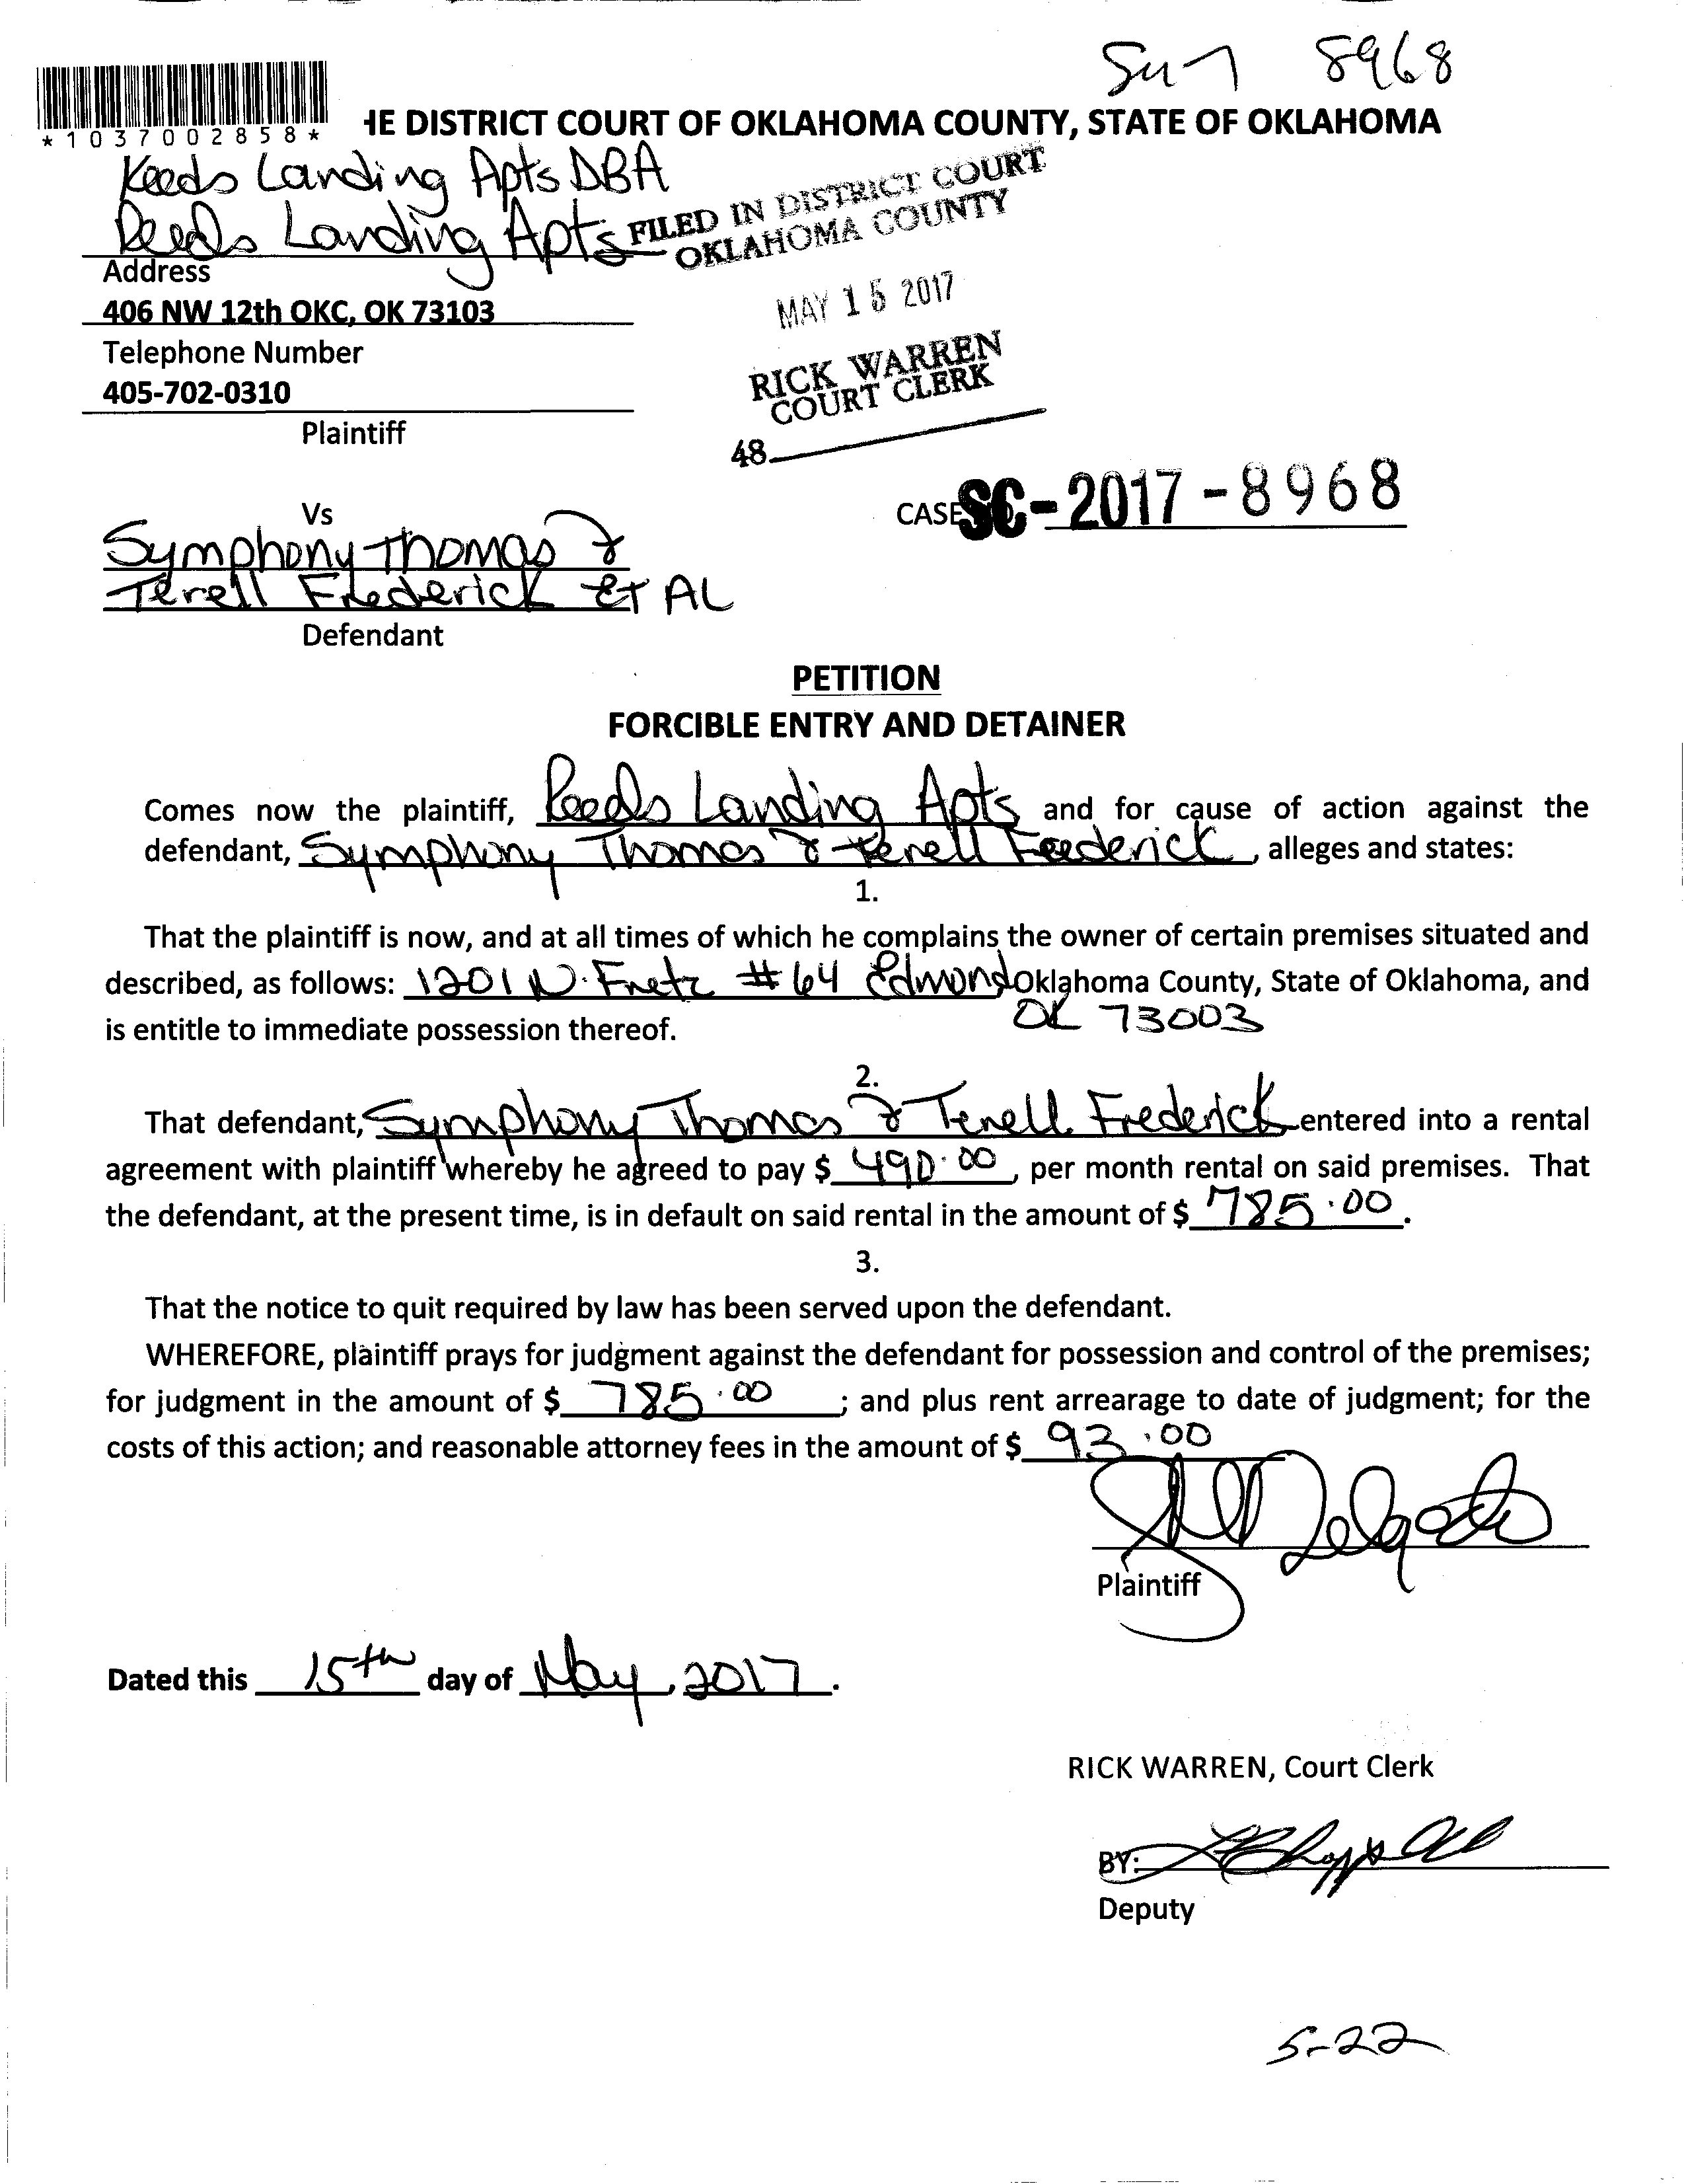 8968
*1037002858*
HE DISTRICT COURT OF OKLAHOMA COUNTY, STATE OF OKLAHOMA
Reeds Landing Apts DBA
Reeds Landing Apts
FILED IN DISTRICT COURT
OKLAHOMA COUNTY
Address
406 NW 12th OKC, OK 73103
MAY 15 2017
Telephone Number
405-702-0310
RICK WARREN
COURT CLERK
Plaintiff
48
Vs
CASE SC-2017-8968
Symphony Thomas &
Terell Frederick Et AL
Defendant
PETITION
FORCIBLE ENTRY AND DETAINER
Comes now the plaintiff, Reeds Landing Apts and for cause of action against the
defendant, Symphony Thomas & Terell Frederick, alleges and states:
1.
That the plaintiff is now, and at all times of which he complains the owner of certain premises situated and
described, as follows: 1201 N. Fretz #64 Edmond Oklahoma County, State of Oklahoma, and
is entitle to immediate possession thereof. OK 73003
2.
That defendant, Symphony Thomas & Terell Frederick entered into a rental
agreement with plaintiff whereby he agreed to pay $ 490.00, per month rental on said premises. That
the defendant, at the present time, is in default on said rental in the amount of $ 785.00.
3.
That the notice to quit required by law has been served upon the defendant.
WHEREFORE, plaintiff prays for judgment against the defendant for possession and control of the premises;
for judgment in the amount of $ 785.00 ; and plus rent arrearage to date of judgment; for the
costs of this action; and reasonable attorney fees in the amount of $ 93.00
Delgado
Plaintiff
Dated this 15th day of May, 2017.
RICK WARREN, Court Clerk
BY:
Deputy
5-22